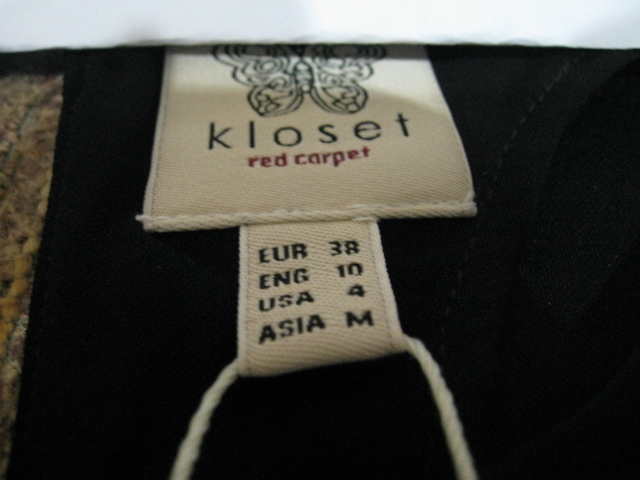 kloset
red carpet
EUR 38
ENG 10
USA 4
ASIA M